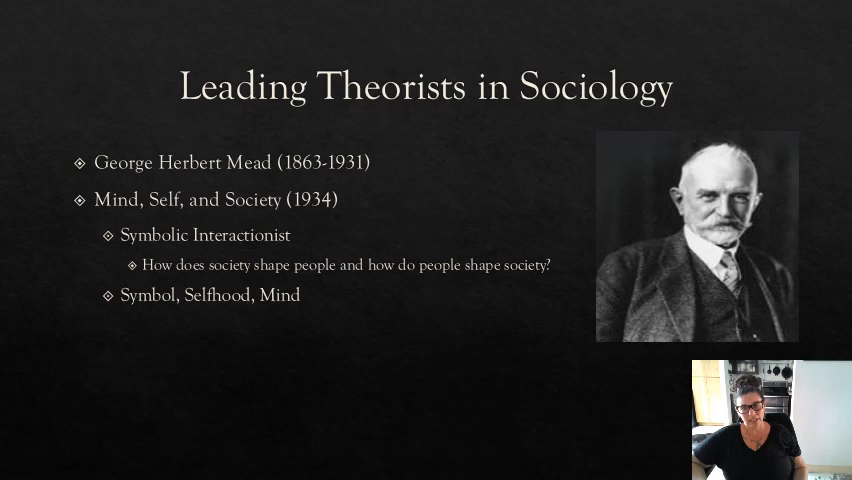 Leading Theorists in Sociology
George Herbert Mead (1863-1931)
Mind, Self, and Society (1934)
Symbolic Interactionist
How does society shape people and how do people shape society?
Symbol, Selfhood, Mind